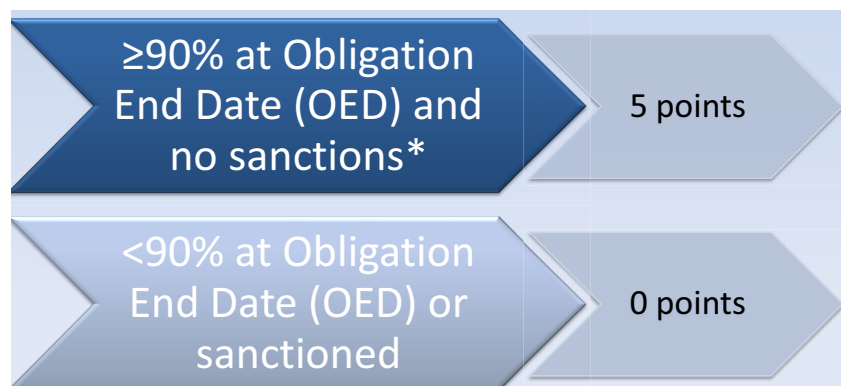 ≥90% at Obligation
End Date (OED) and
no sanctions*
5 points
<90% at Obligation
End Date (OED) or
sanctioned
0 points